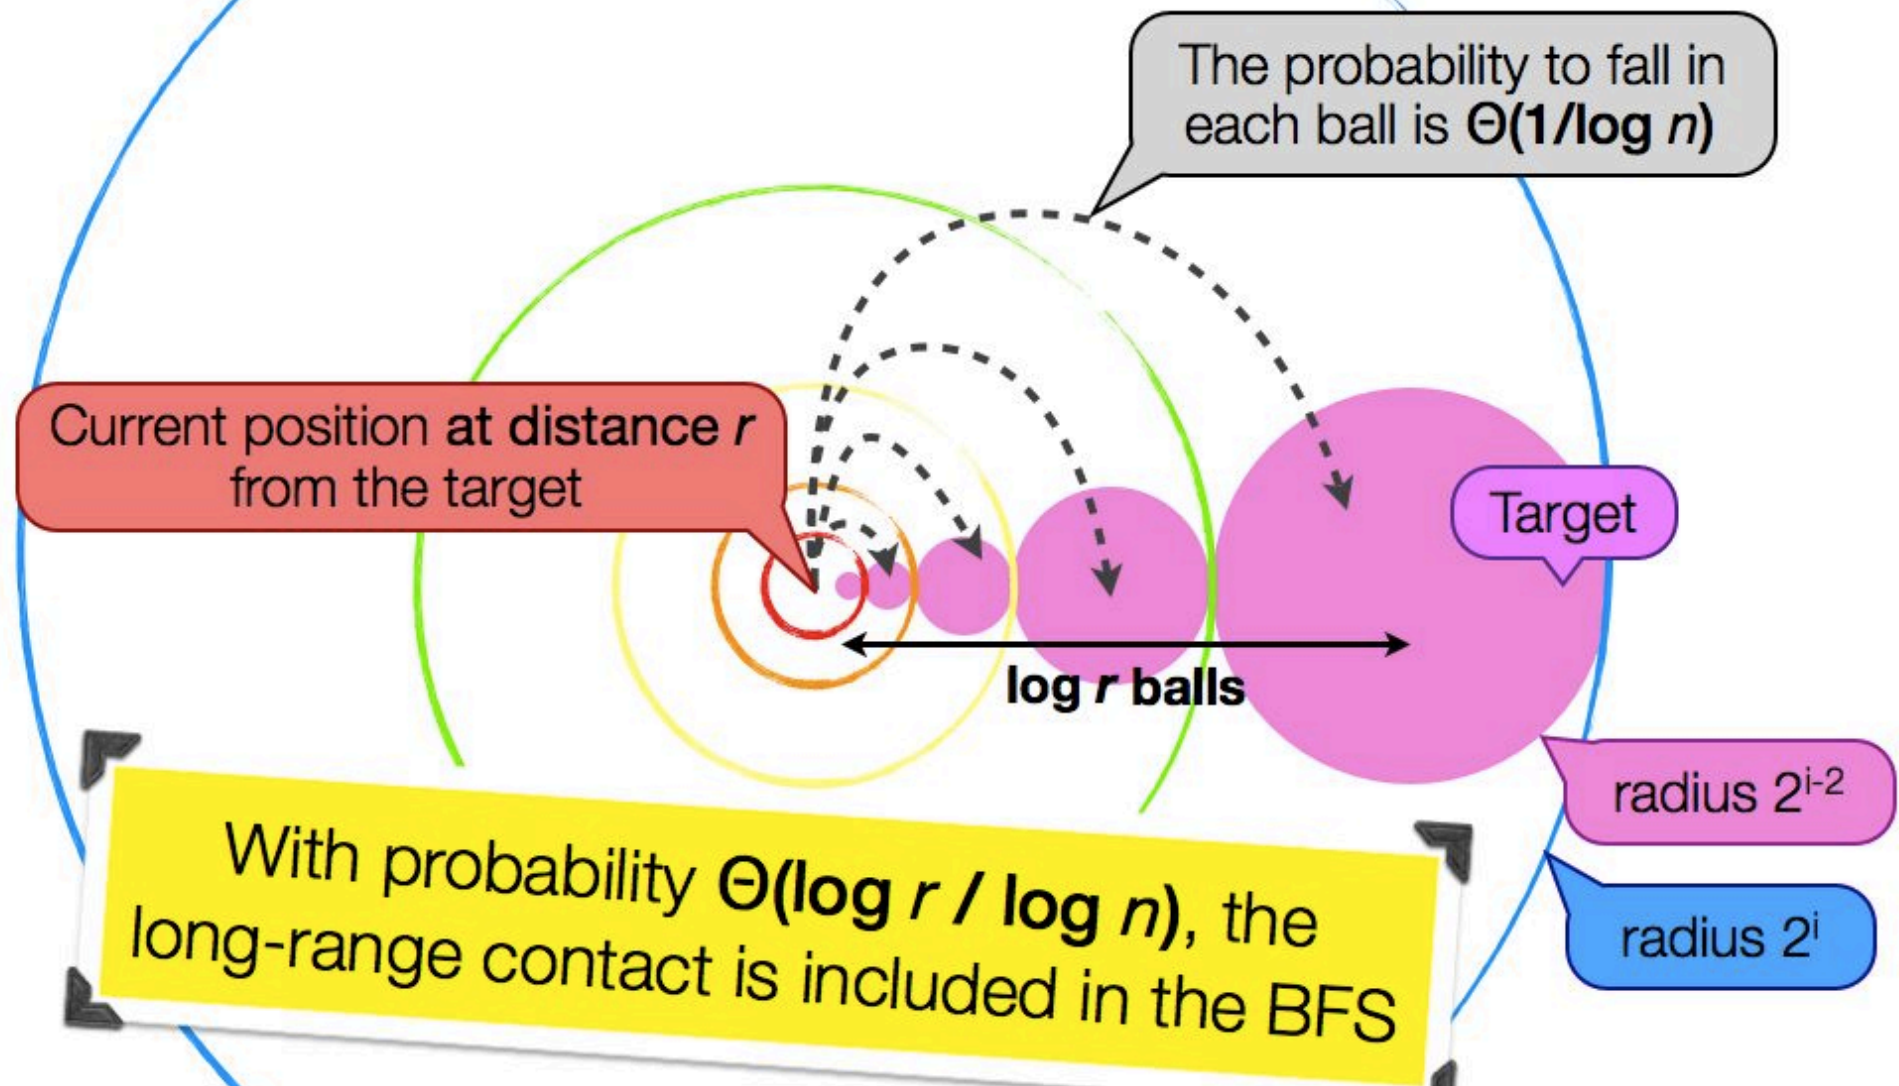 The probability to fall in
each ball is Θ(1/log n)
Current position at distance r
from the target
Target
log r balls
radius 2ⁱ⁻²
radius 2ⁱ
With probability Θ(log r / log n), the
long-range contact is included in the BFS